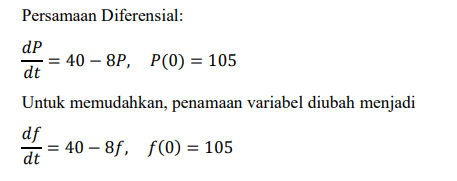 Persamaan Diferensial:
dP/dt = 40 − 8P, P(0) = 105
Untuk memudahkan, penamaan variabel diubah menjadi
df/dt = 40 − 8f, f(0) = 105